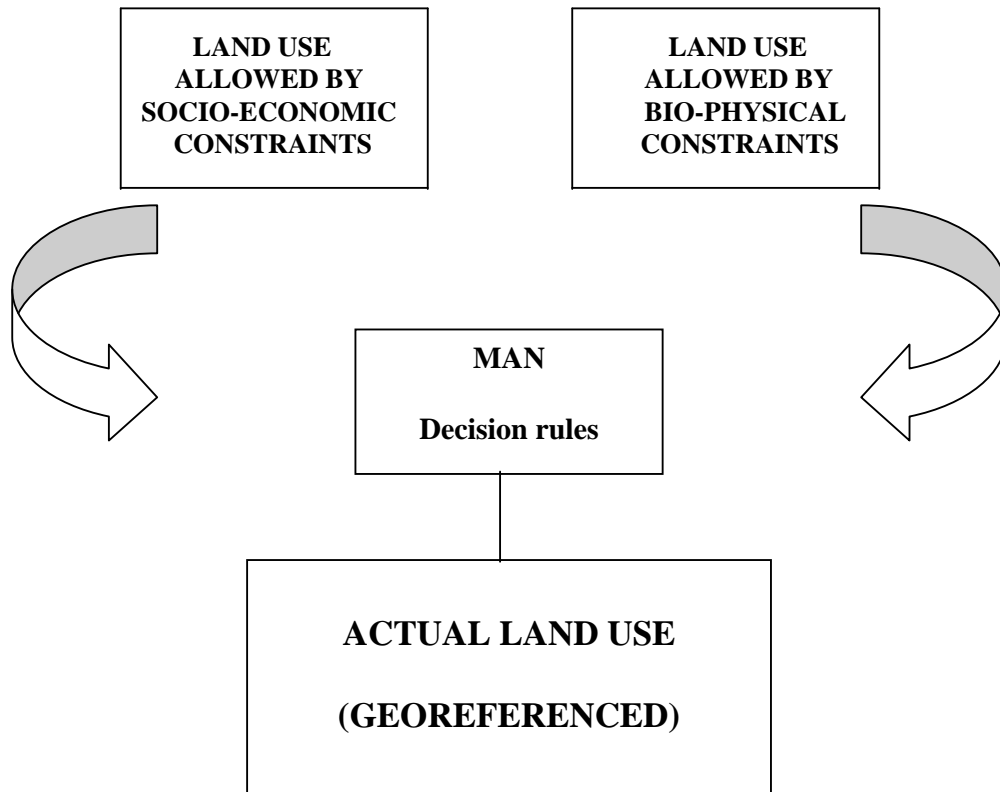 LAND USE
ALLOWED BY
SOCIO-ECONOMIC
CONSTRAINTS
LAND USE
ALLOWED BY
BIO-PHYSICAL
CONSTRAINTS
MAN
Decision rules
ACTUAL LAND USE
(GEOREFERENCED)